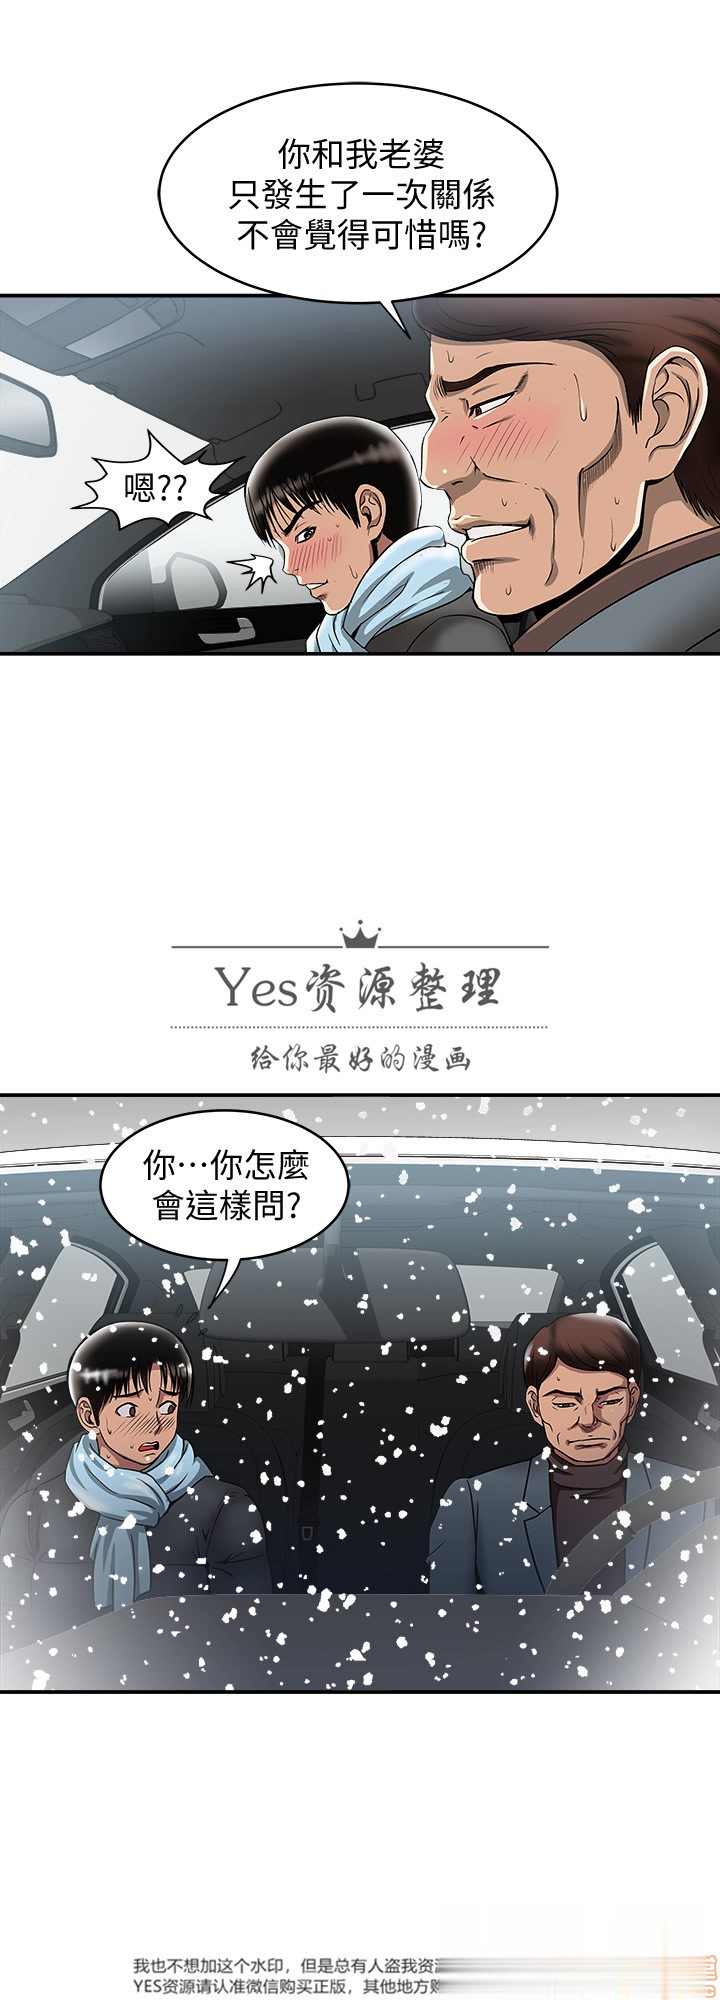 你和我老婆
只發生了一次關係
不會覺得可惜嗎?
嗯??
Yes资源整理
给你最好的漫画
你⋯你怎麼
會這樣問?
我也不想加这个水印，但是总有人盗我资源
YES资源请认准微信购买正版，其他地方购